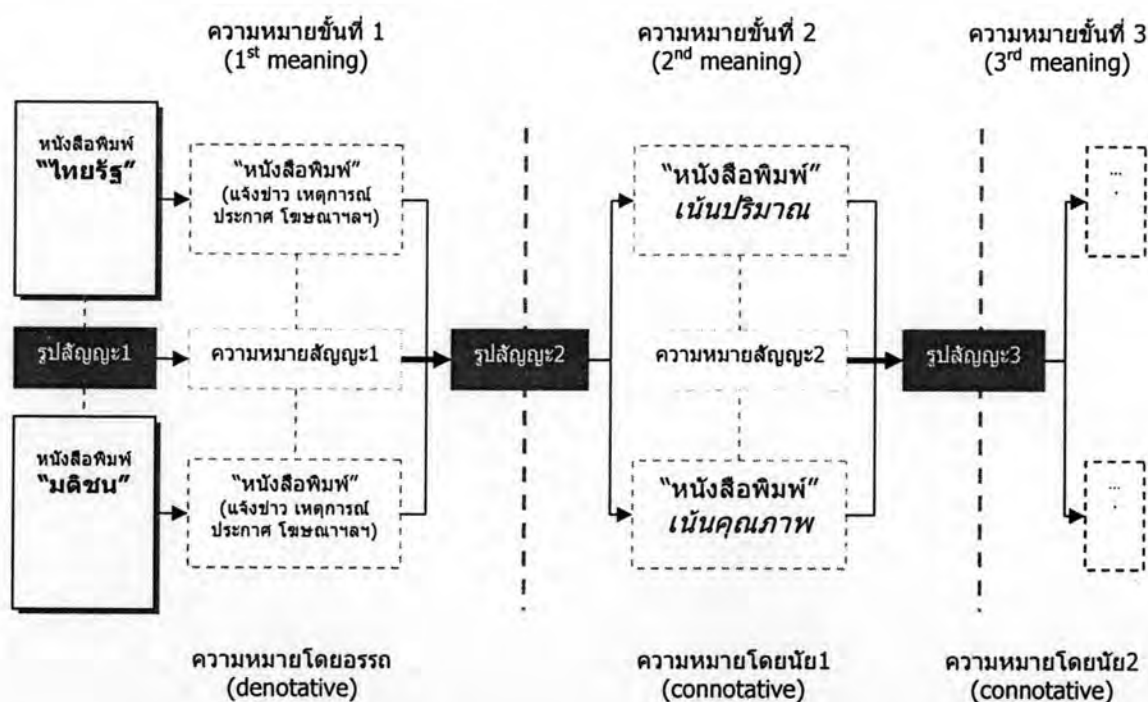 ความหมายขั้นที่ 1
(1st meaning)
ความหมายขั้นที่ 2
(2nd meaning)
ความหมายขั้นที่ 3
(3rd meaning)
หนังสือพิมพ์
“ไทยรัฐ”
“หนังสือพิมพ์”
(แจ้งข่าว เหตุการณ์
ประกาศ โฆษณาฯลฯ)
“หนังสือพิมพ์”
เน้นปริมาณ
...
.
รูปสัญญะ1
ความหมายสัญญะ1
รูปสัญญะ2
ความหมายสัญญะ2
รูปสัญญะ3
หนังสือพิมพ์
“มติชน”
“หนังสือพิมพ์”
(แจ้งข่าว เหตุการณ์
ประกาศ โฆษณาฯลฯ)
“หนังสือพิมพ์”
เน้นคุณภาพ
...
.
ความหมายโดยอรรถ
(denotative)
ความหมายโดยนัย1
(connotative)
ความหมายโดยนัย2
(connotative)